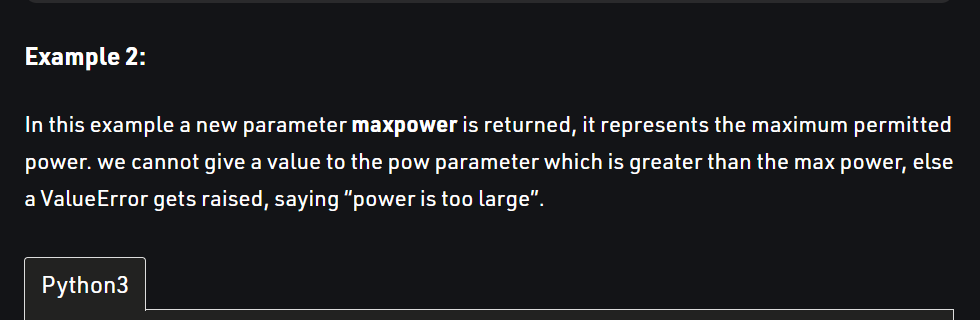 Example 2:
In this example a new parameter maxpower is returned, it represents the maximum permitted
power. we cannot give a value to the pow parameter which is greater than the max power, else
a ValueError gets raised, saying “power is too large”.
Python3